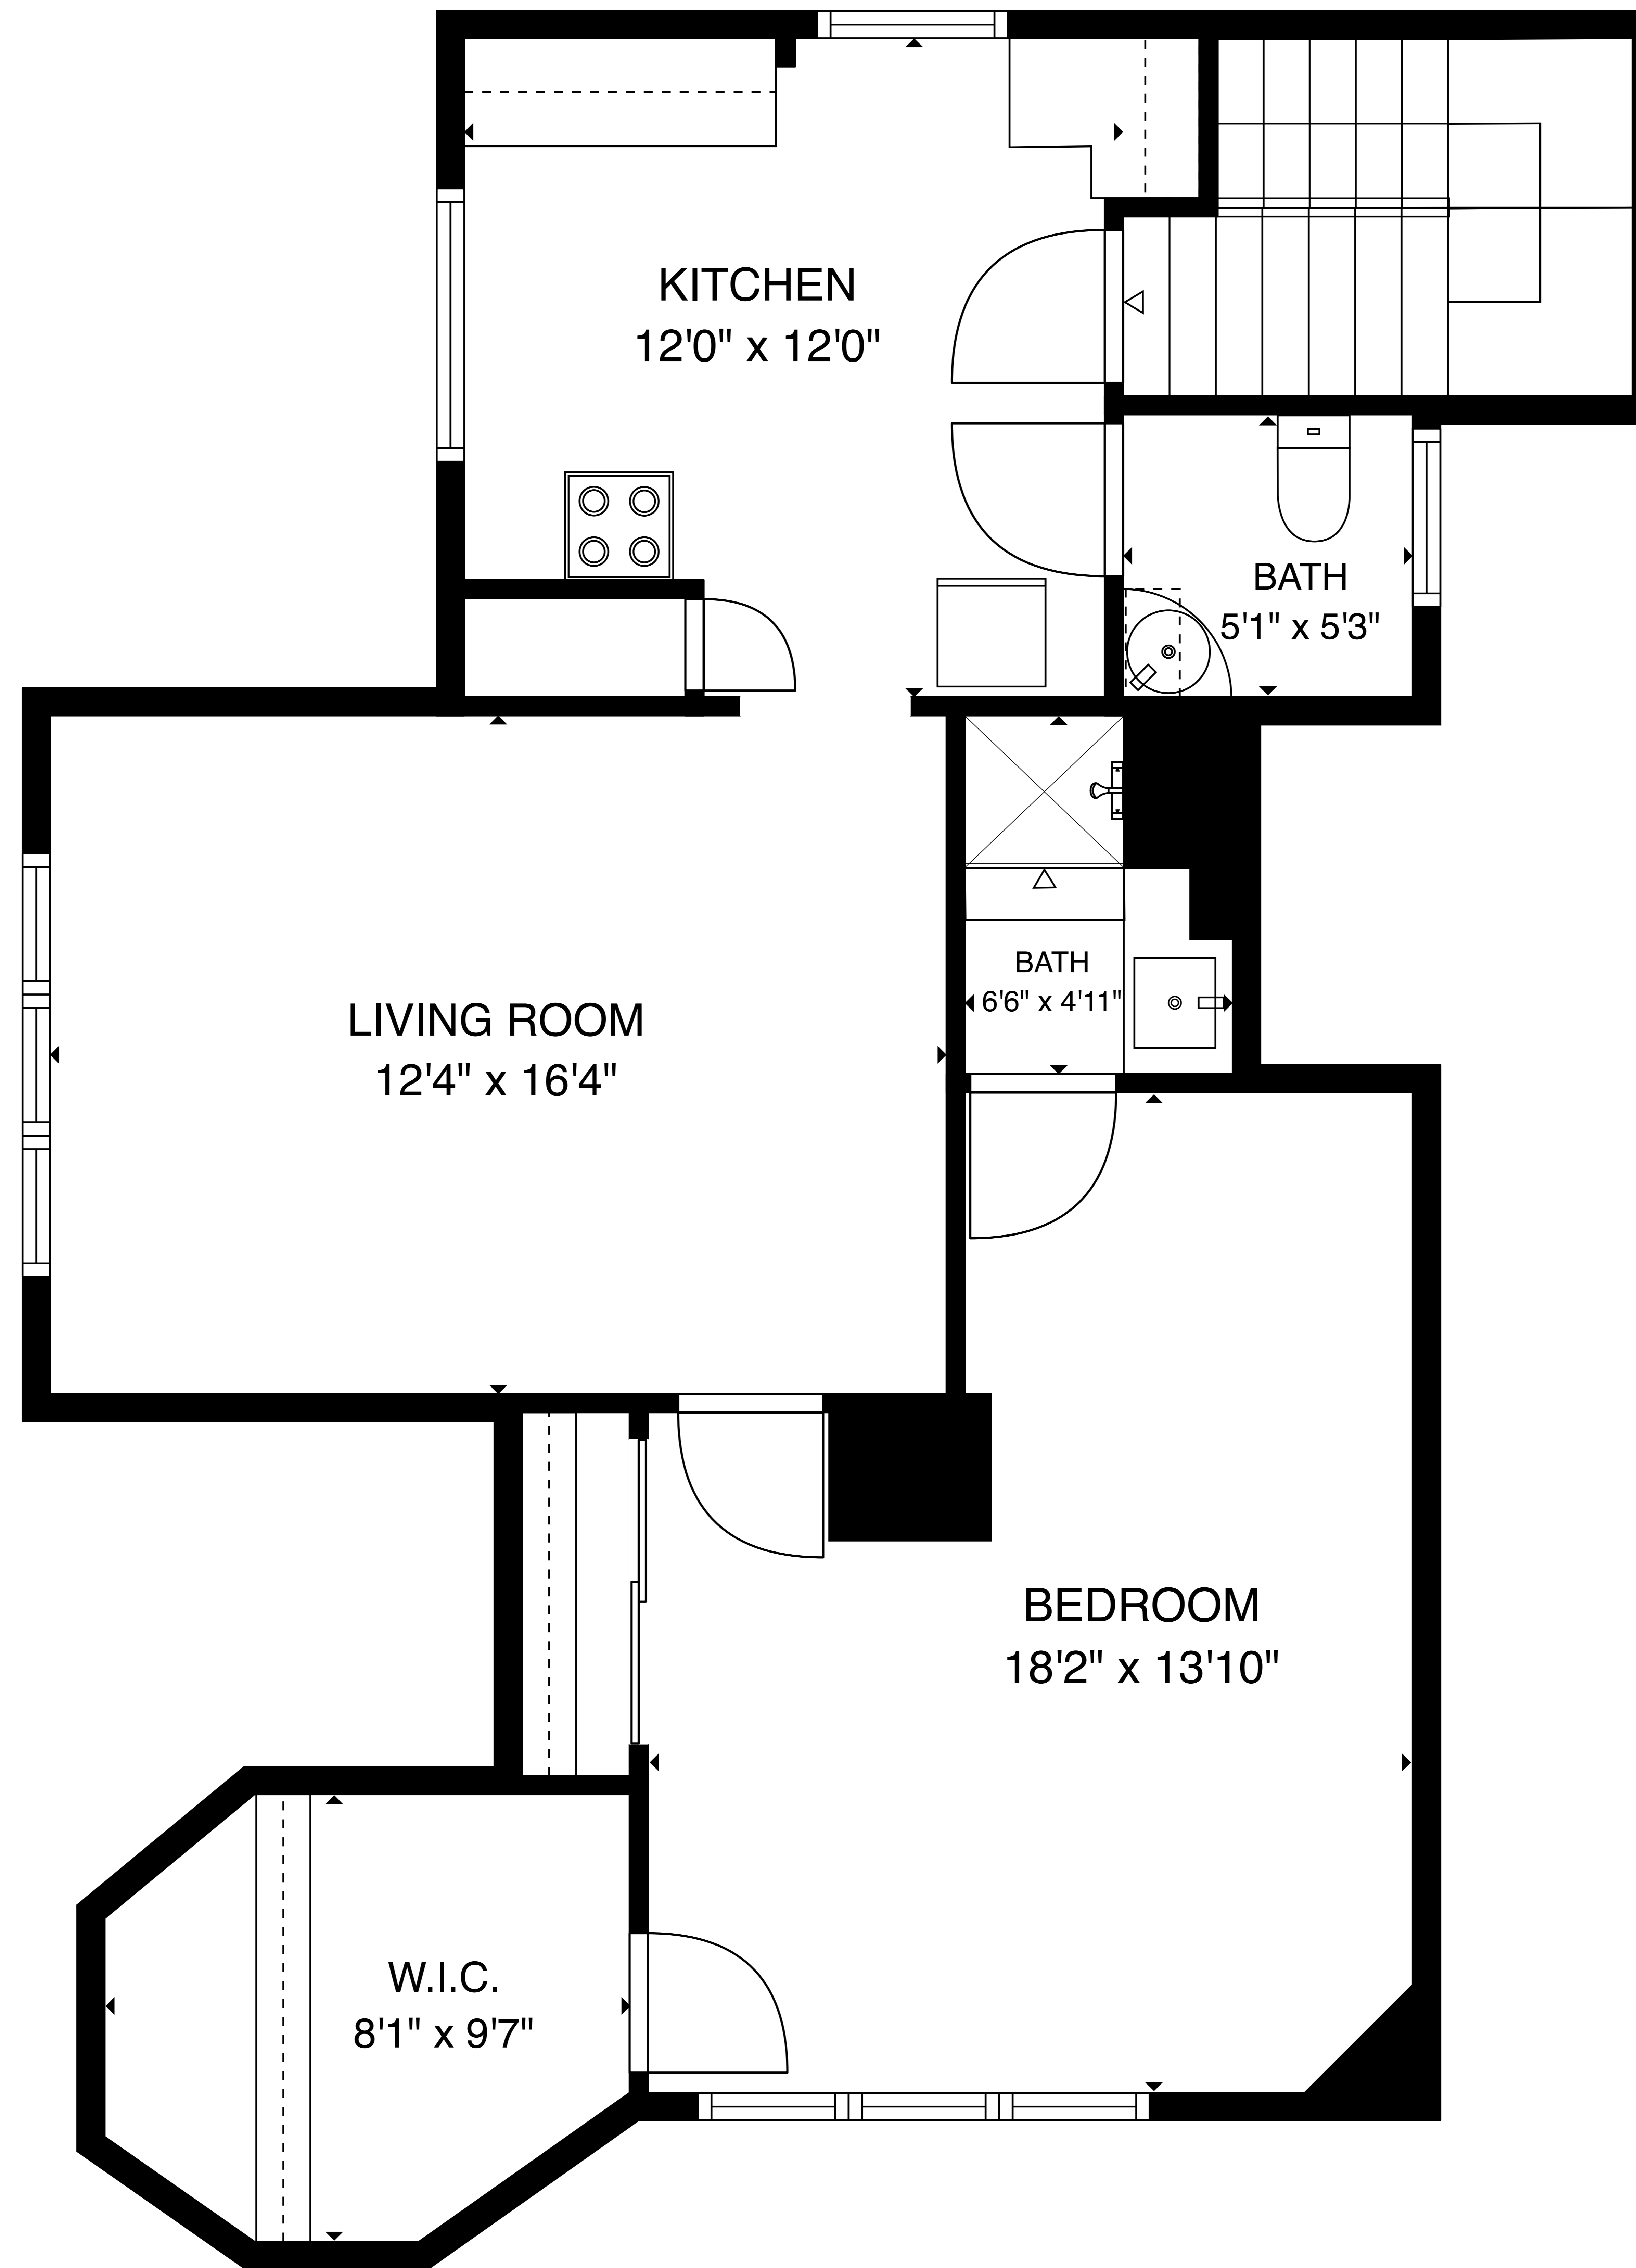 KITCHEN
12'0" x 12'0"
BATH
5'1" x 5'3"
BATH
6'6" x 4'11"
LIVING ROOM
12'4" x 16'4"
BEDROOM
18'2" x 13'10"
W.I.C.
8'1" x 9'7"